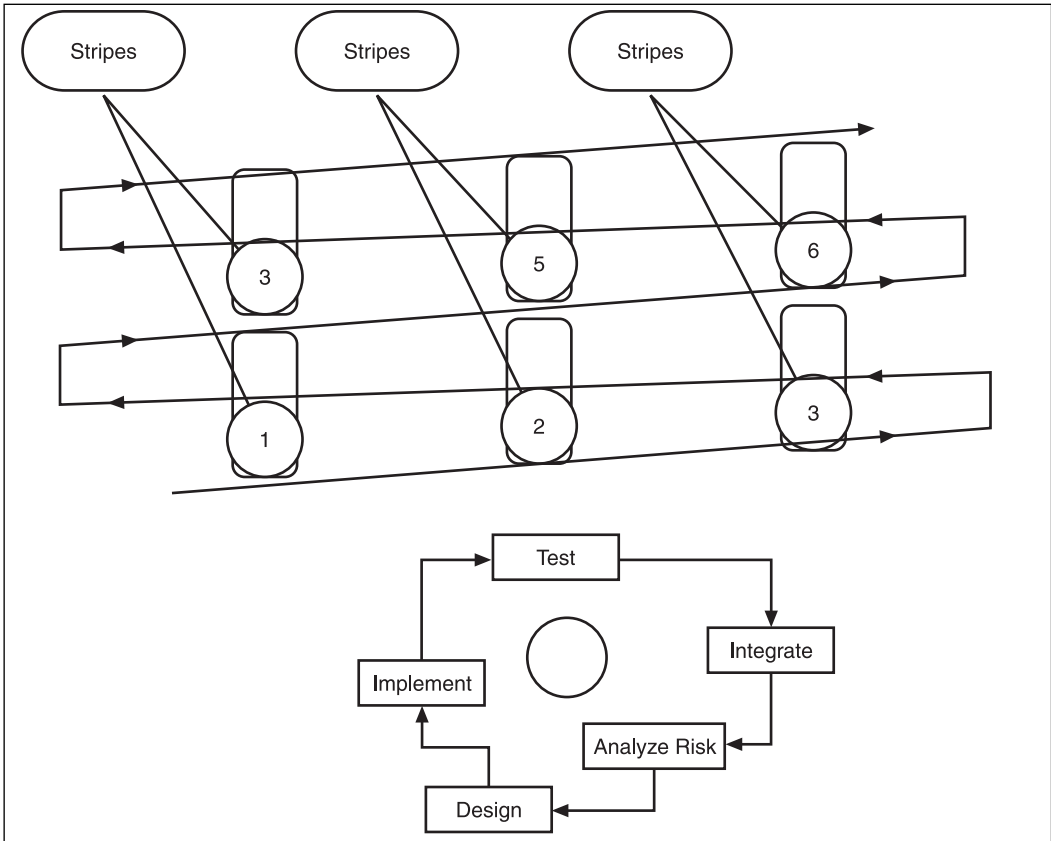 Stripes
Stripes
Stripes
3
5
6
1
2
3
Test
Integrate
Implement
Analyze Risk
Design